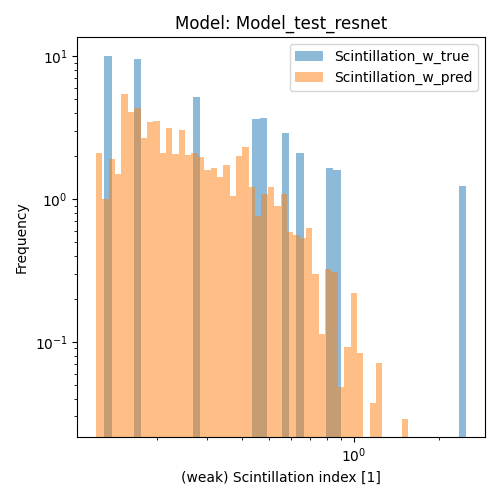 Model: Model_test_resnet
Scintillation_w_true
Scintillation_w_pred
Frequency
10¹
10⁰
10⁻¹
10⁰
(weak) Scintillation index [1]